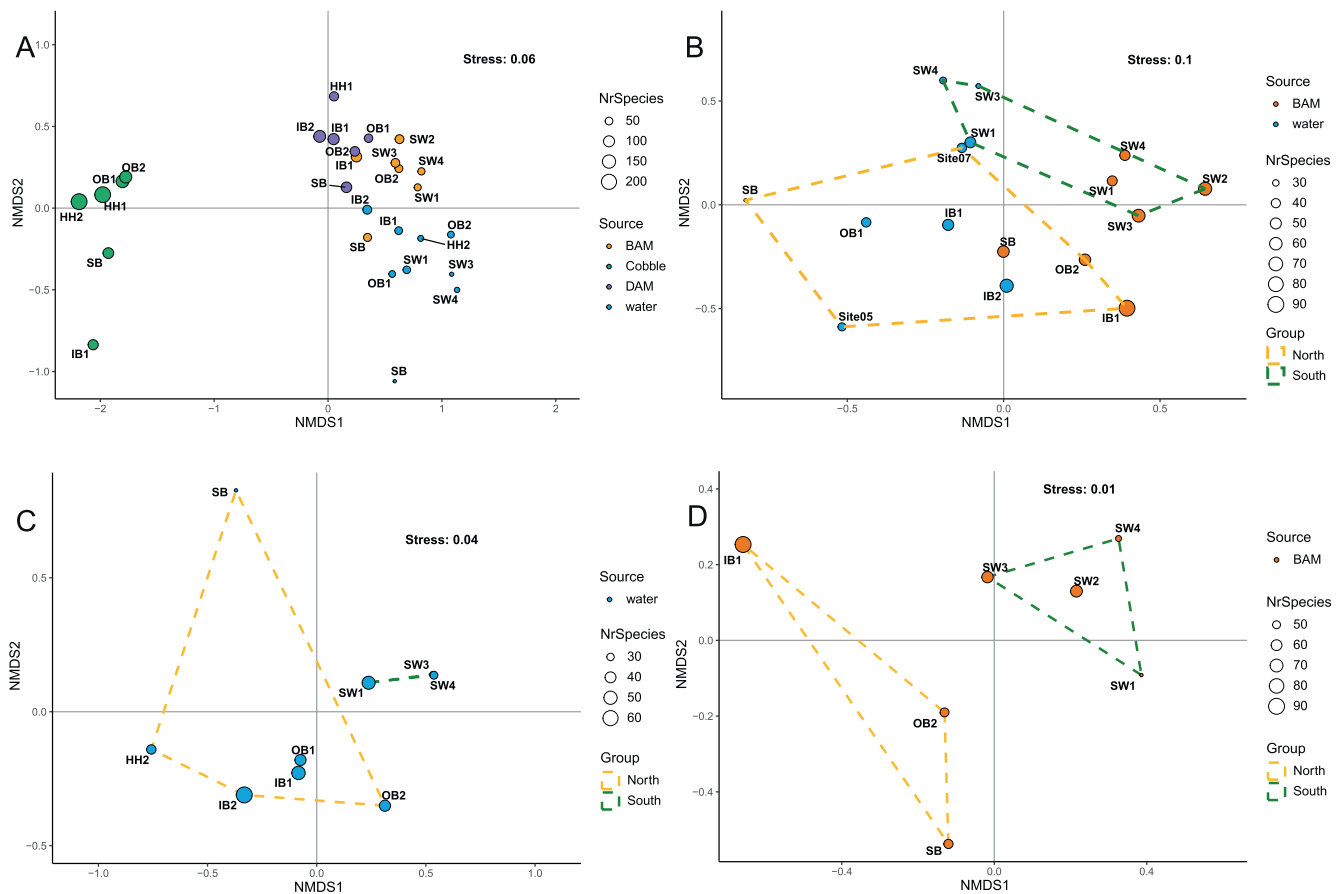 A
Stress: 0.06
1.0
0.5
0.0
−0.5
−1.0
NMDS2
HH1
IB2
IB1
OB1
SW2
OB2
SW3
IB1
SW4
OB2
SB
SW1
IB2
OB2
OB1
HH2
HH1
SB
IB1
SB
IB1
OB2
HH2
SW1
SW3
OB1
SW4
SB
−2
−1
0
1
2
NMDS1
NrSpecies
50
100
150
200
Source
BAM
Cobble
DAM
water
B
Stress: 0.1
0.5
0.0
−0.5
NMDS2
SW4
SW3
SW1
Site07
SW4
SW1
SW2
SW3
SB
OB1
IB1
SB
OB2
IB2
IB1
Site05
−0.5
0.0
0.5
NMDS1
Source
BAM
water
NrSpecies
30
40
50
60
70
80
90
Group
North
South
C
Stress: 0.04
0.5
0.0
−0.5
NMDS2
SB
SW3
SW1
SW4
HH2
OB1
IB1
IB2
OB2
−1.0
−0.5
0.0
0.5
1.0
NMDS1
Source
water
NrSpecies
30
40
50
60
Group
North
South
D
Stress: 0.01
0.4
0.2
0.0
−0.2
−0.4
NMDS2
IB1
SW4
SW3
SW2
SW1
OB2
SB
−0.4
0.0
0.4
NMDS1
Source
BAM
NrSpecies
50
60
70
80
90
Group
North
South